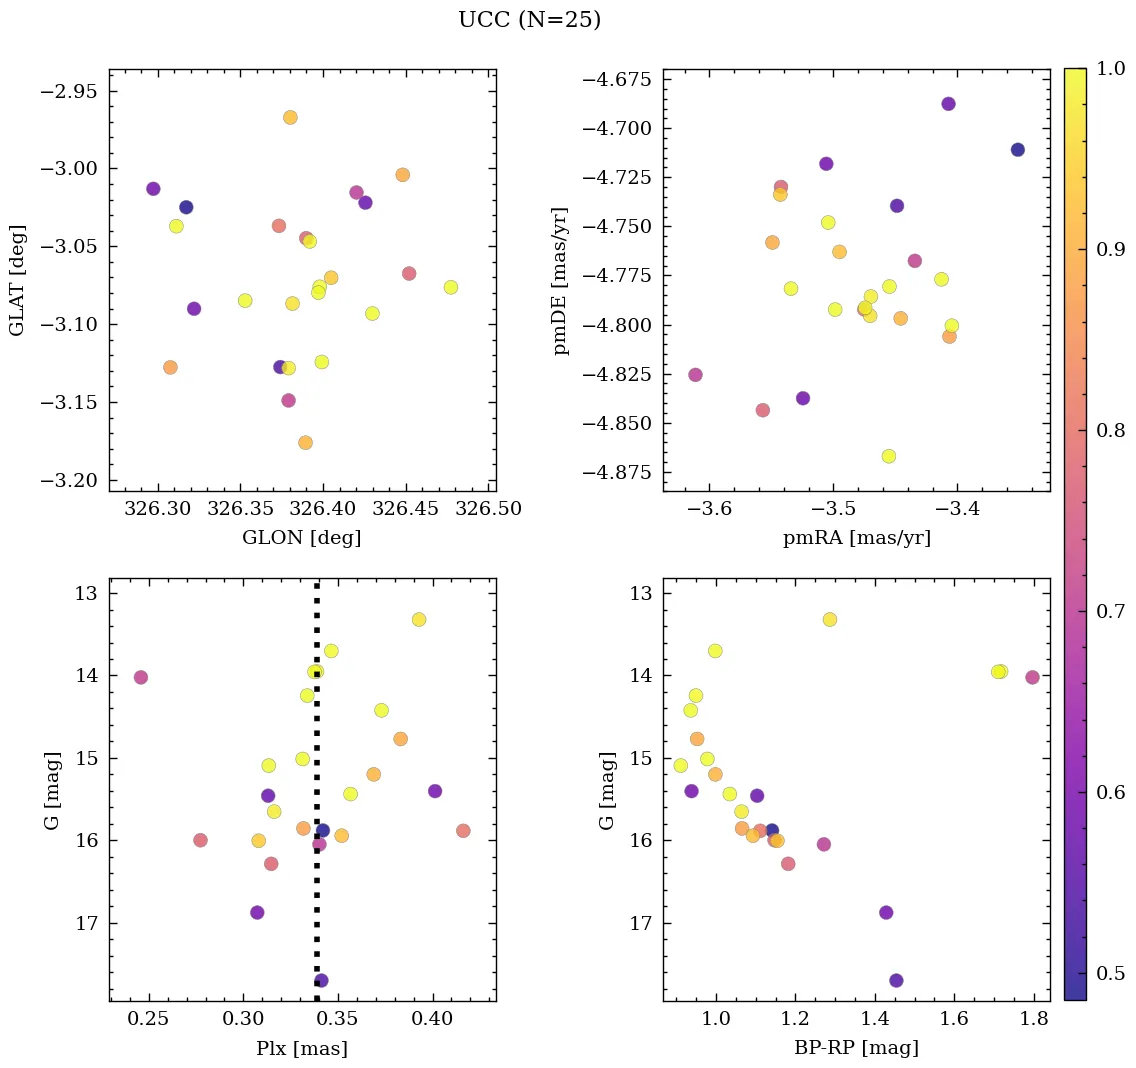 UCC (N=25)
−2.95
−3.00
−3.05
−3.10
−3.15
−3.20
GLAT [deg]
326.30 326.35 326.40 326.45 326.50
GLON [deg]
−4.675
−4.700
−4.725
−4.750
−4.775
−4.800
−4.825
−4.850
−4.875
pmDE [mas/yr]
−3.6 −3.5 −3.4
pmRA [mas/yr]
13
14
15
16
17
G [mag]
0.25 0.30 0.35 0.40
Plx [mas]
13
14
15
16
17
G [mag]
1.0 1.2 1.4 1.6 1.8
BP-RP [mag]
1.0
0.9
0.8
0.7
0.6
0.5